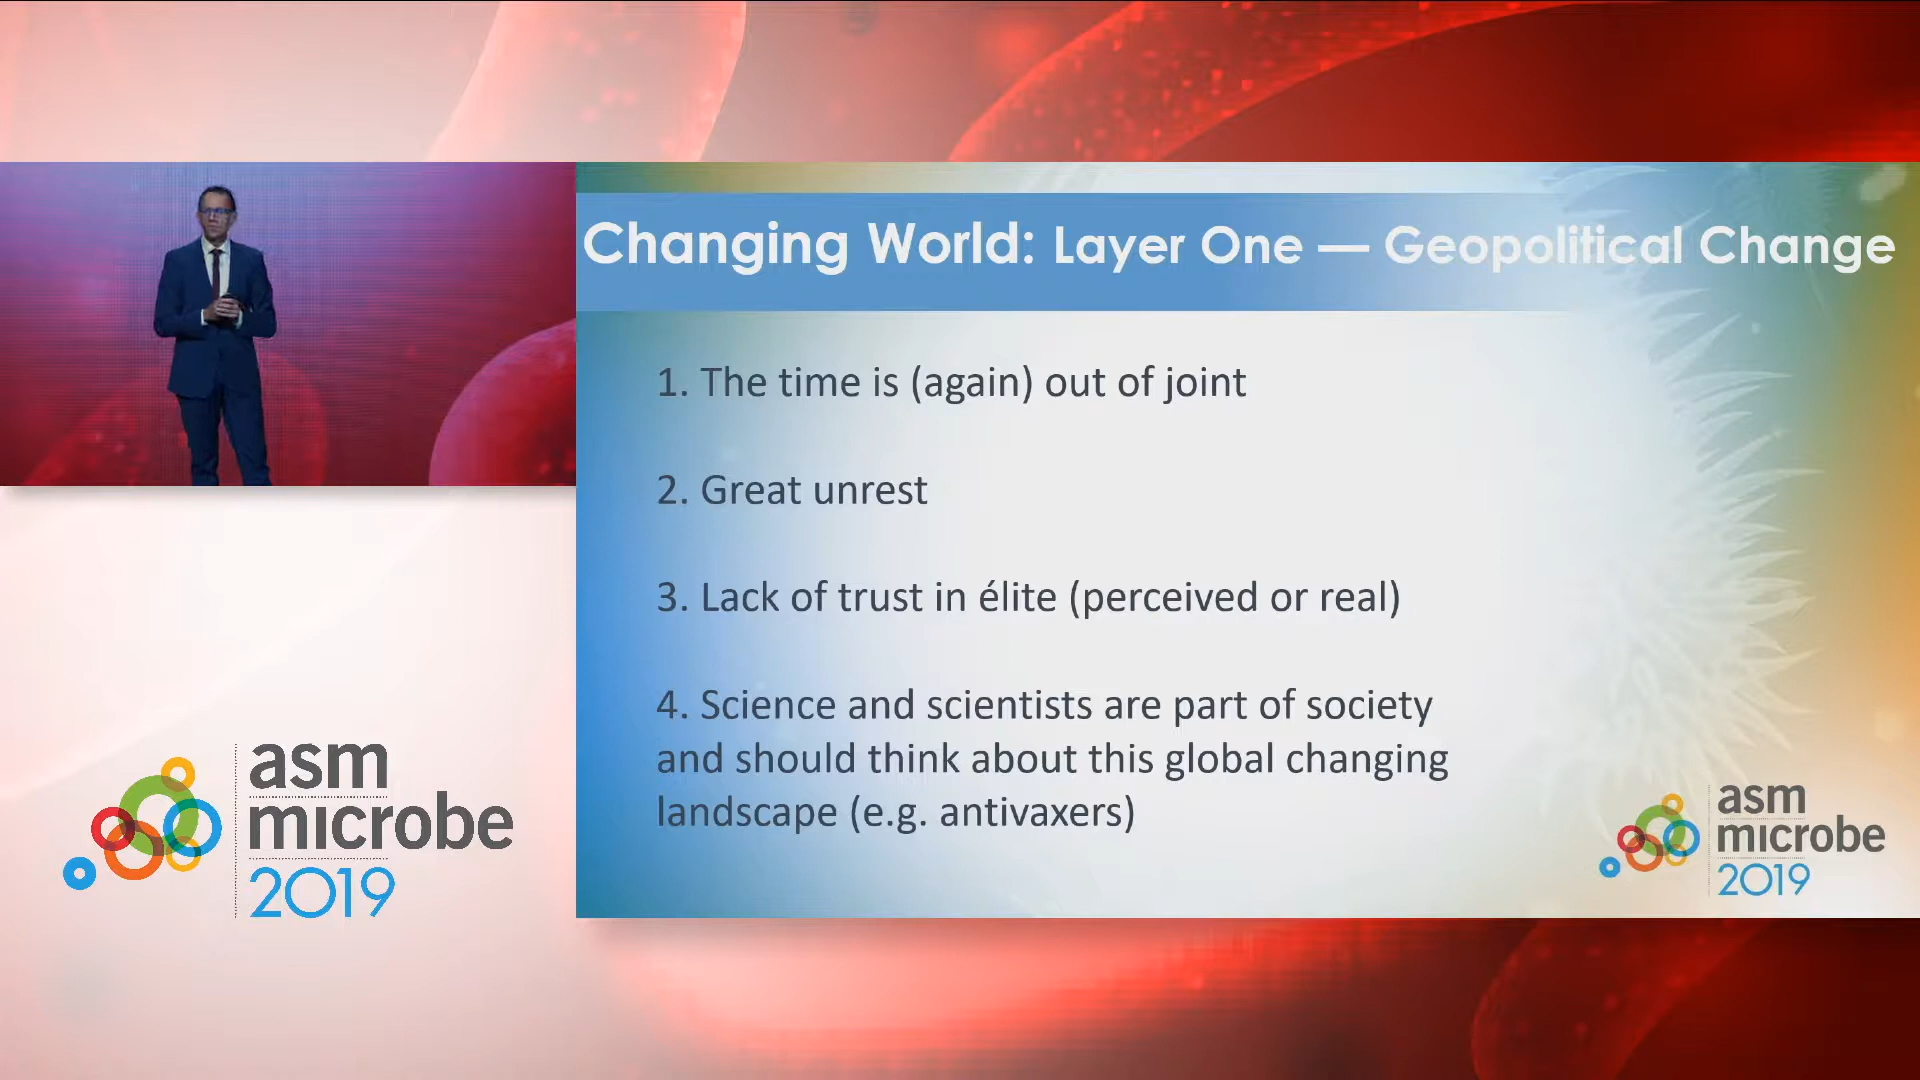 Changing World: Layer One — Geopolitical Change
1. The time is (again) out of joint
2. Great unrest
3. Lack of trust in élite (perceived or real)
4. Science and scientists are part of society
and should think about this global changing
landscape (e.g. antivaxers)
asm
microbe
2019
asm
microbe
2019